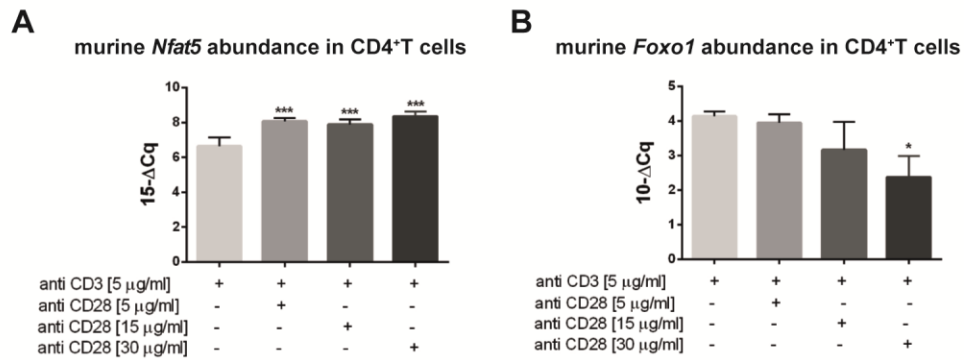 A
murine Nfat5 abundance in CD4⁺T cells
15-ΔCq
10
8
6
4
2
0
*** *** ***
anti CD3 [5 µg/ml] + + + +
anti CD28 [5 µg/ml] - + - -
anti CD28 [15 µg/ml] - - + -
anti CD28 [30 µg/ml] - - - +
B
murine Foxo1 abundance in CD4⁺T cells
10-ΔCq
5
4
3
2
1
0
*
anti CD3 [5 µg/ml] + + + +
anti CD28 [5 µg/ml] - + - -
anti CD28 [15 µg/ml] - - + -
anti CD28 [30 µg/ml] - - - +